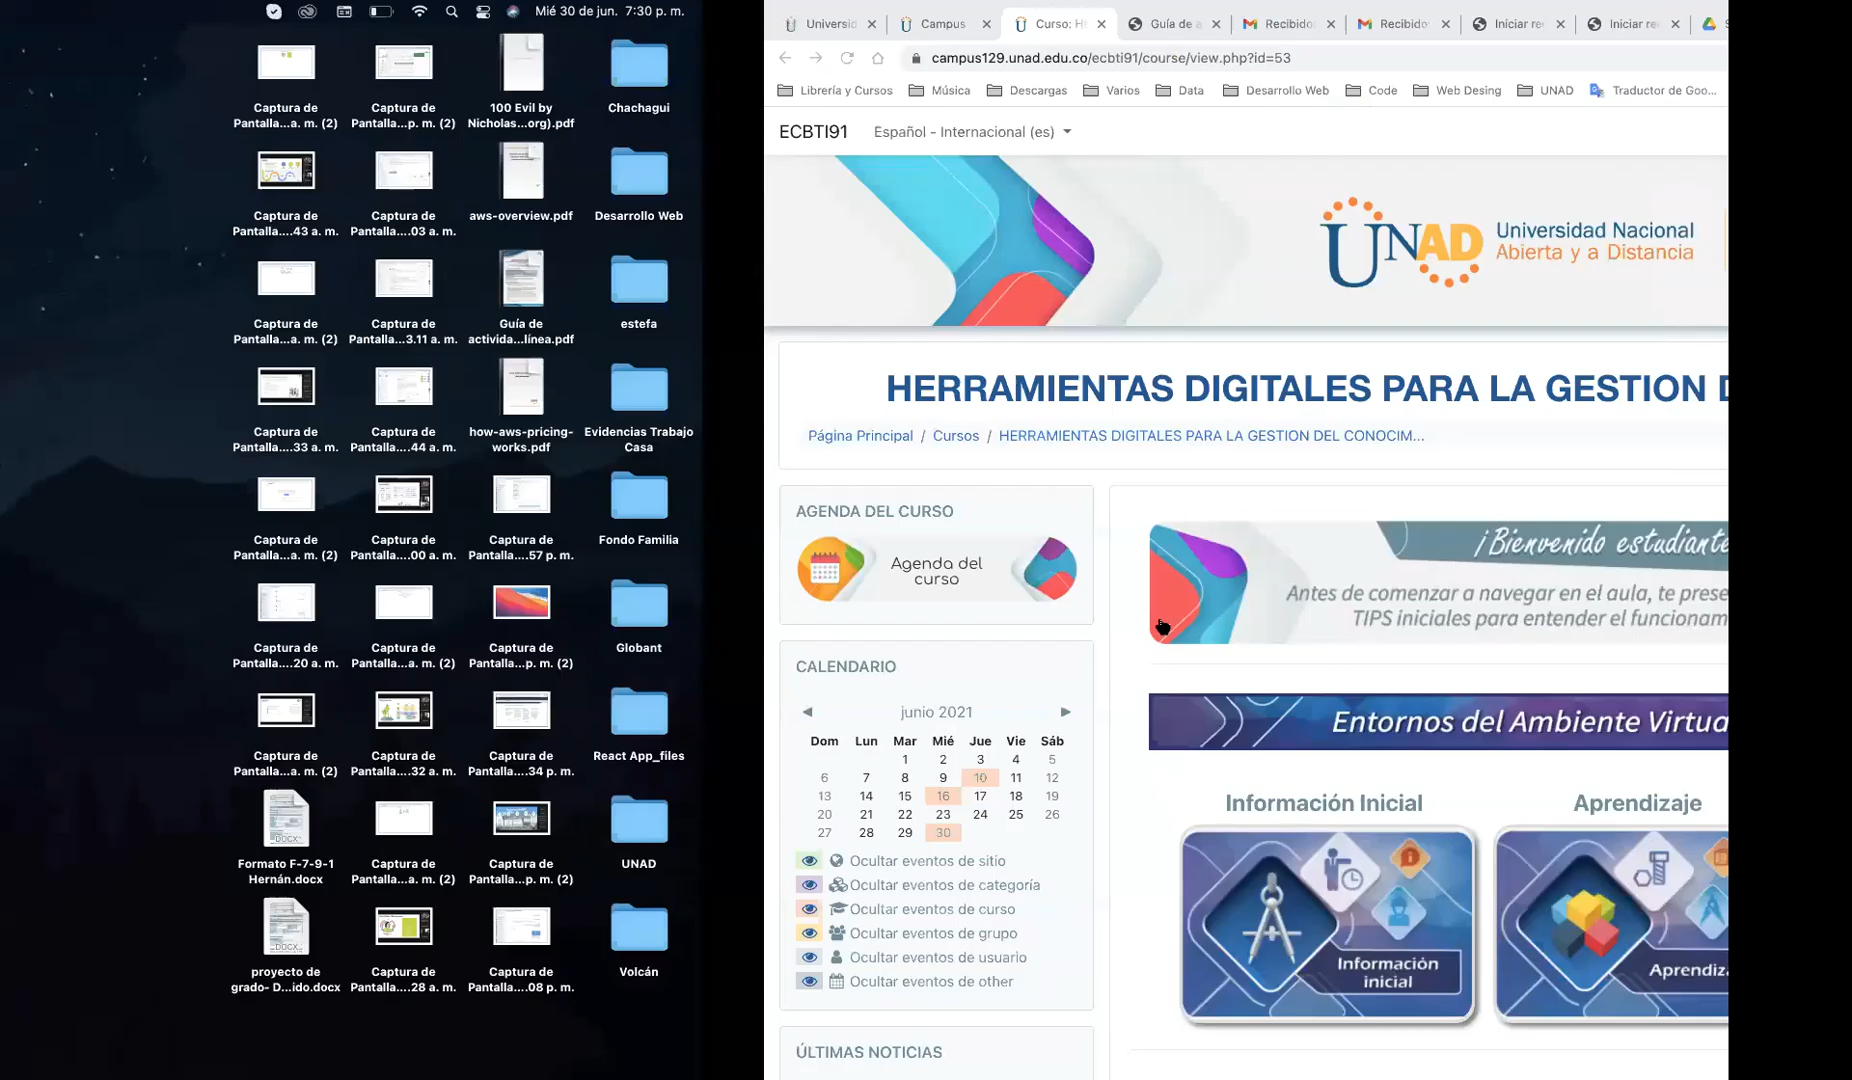 Mié 30 de jun. 7:30 p. m.
Captura de
Pantalla...a. m. (2)
Captura de
Pantalla...p. m. (2)
100 Evil by
Nicholas...org).pdf
Chachagui
Captura de
Pantalla....43 a. m.
Captura de
Pantalla....03 a. m.
aws-overview.pdf
Desarrollo Web
Captura de
Pantalla...a. m. (2)
Captura de
Pantalla...3.11 a. m.
Guía de
activida...línea.pdf
estefa
Captura de
Pantalla....33 a. m.
Captura de
Pantalla....44 a. m.
how-aws-pricing-
works.pdf
Evidencias Trabajo
Casa
Captura de
Pantalla...a. m. (2)
Captura de
Pantalla....00 a. m.
Captura de
Pantalla....57 p. m.
Fondo Familia
Captura de
Pantalla....20 a. m.
Captura de
Pantalla...a. m. (2)
Captura de
Pantalla...p. m. (2)
Globant
Captura de
Pantalla...a. m. (2)
Captura de
Pantalla....32 a. m.
Captura de
Pantalla....34 p. m.
React App_files
DOCX
Formato F-7-9-1
Hernán.docx
Captura de
Pantalla...a. m. (2)
Captura de
Pantalla...p. m. (2)
UNAD
DOCX
proyecto de
grado- D...ido.docx
Captura de
Pantalla....28 a. m.
Captura de
Pantalla....08 p. m.
Volcán
Universid
Campus
Curso: H
Guía de a
Recibido
Recibido
Iniciar re
Iniciar re
campus129.unad.edu.co/ecbti91/course/view.php?id=53
Librería y Cursos
Música
Descargas
Varios
Data
Desarrollo Web
Code
Web Desing
UNAD
Traductor de Goo...
ECBTI91 Español - Internacional (es)
UNAD
Universidad Nacional
Abierta y a Distancia
HERRAMIENTAS DIGITALES PARA LA GESTION
Página Principal / Cursos / HERRAMIENTAS DIGITALES PARA LA GESTION DEL CONOCIM...
AGENDA DEL CURSO
Agenda del
curso
CALENDARIO
◄ junio 2021 ►
Dom Lun Mar Mié Jue Vie Sáb
1 2 3 4 5
6 7 8 9 10 11 12
13 14 15 16 17 18 19
20 21 22 23 24 25 26
27 28 29 30
Ocultar eventos de sitio
Ocultar eventos de categoría
Ocultar eventos de curso
Ocultar eventos de grupo
Ocultar eventos de usuario
Ocultar eventos de other
ÚLTIMAS NOTICIAS
¡Bienvenido estudiante
Antes de comenzar a navegar en el aula, te prese
TIPS iniciales para entender el funcionam
Entornos del Ambiente Virtua
Información Inicial
Información
inicial
Aprendizaje
Aprendiza